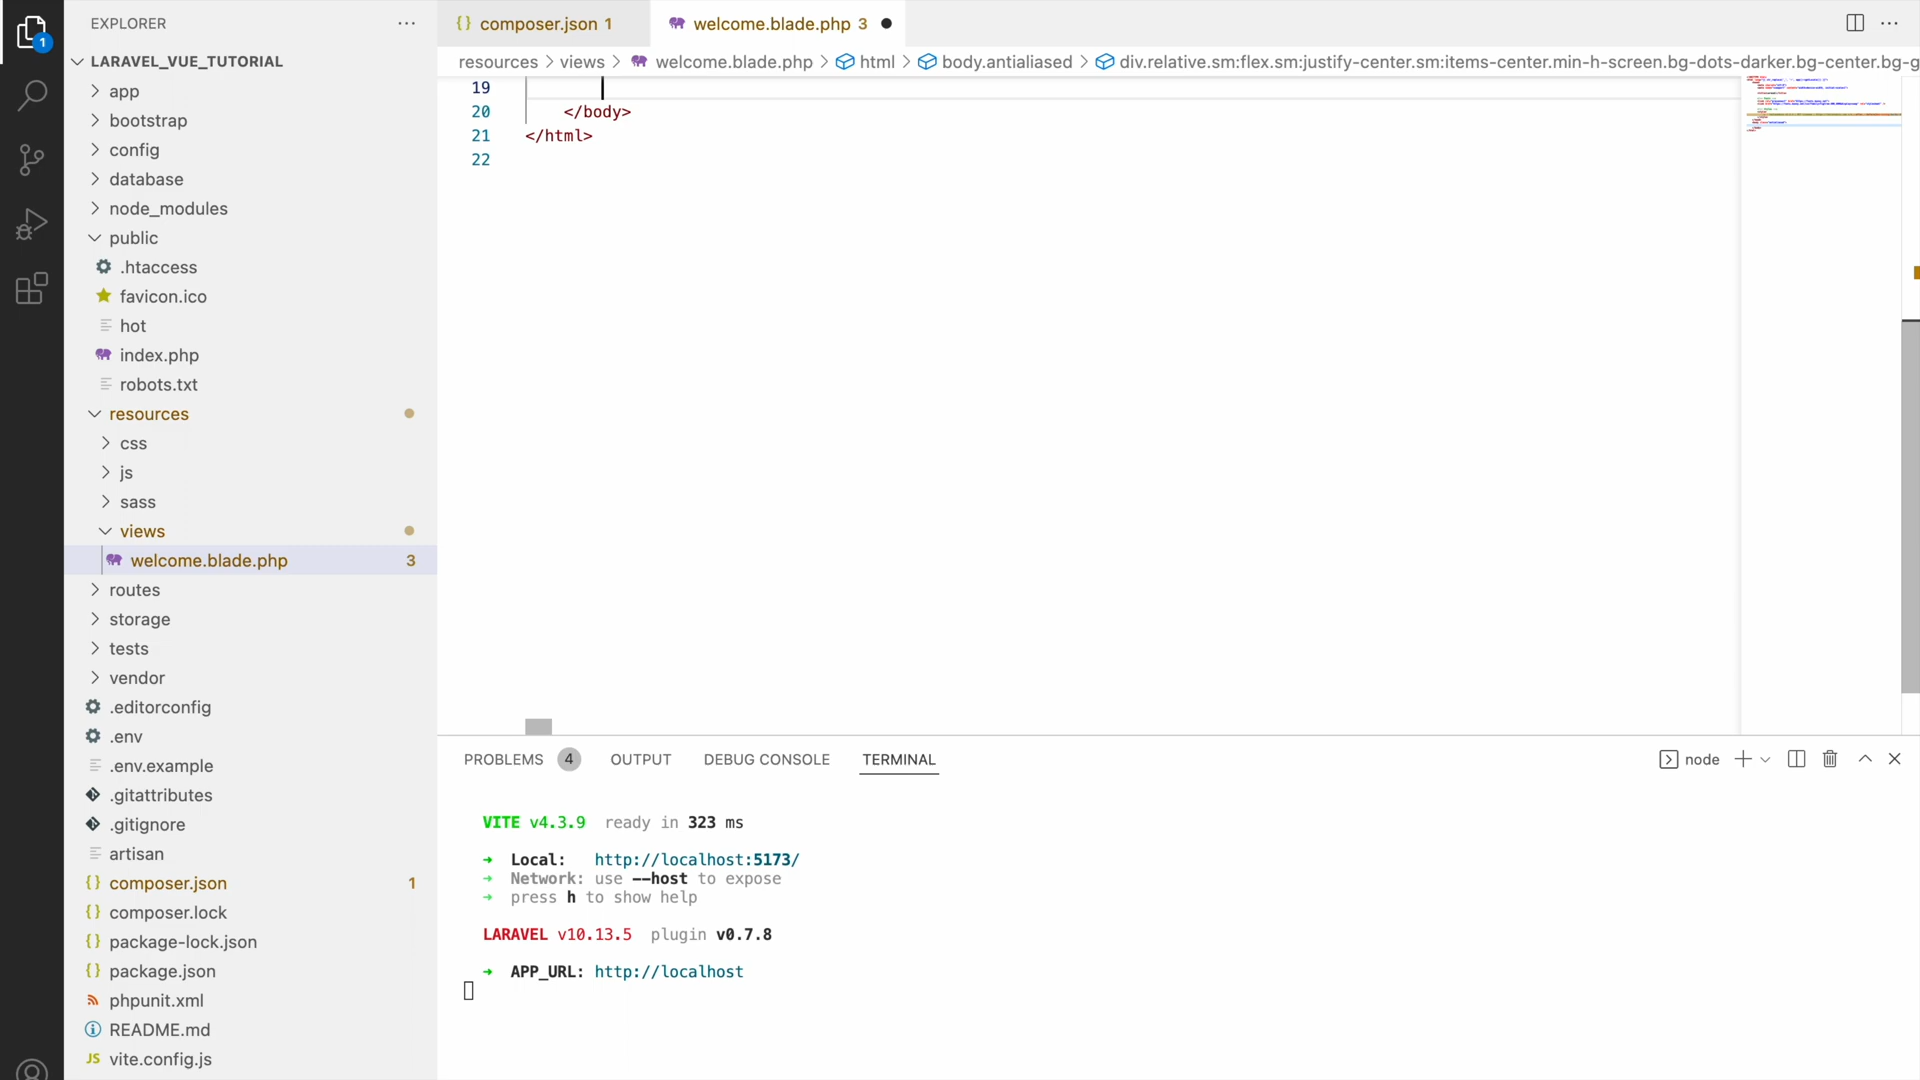 EXPLORER
LARAVEL_VUE_TUTORIAL
app
bootstrap
config
database
node_modules
public
.htaccess
favicon.ico
hot
index.php
robots.txt
resources
css
js
sass
views
welcome.blade.php 3
routes
storage
tests
vendor
.editorconfig
.env
.env.example
.gitattributes
.gitignore
artisan
{} composer.json 1
{} composer.lock
{} package-lock.json
{} package.json
phpunit.xml
README.md
JS vite.config.js
1
{} composer.json 1
welcome.blade.php 3
resources > views > welcome.blade.php > html > body.antialiased > div.relative.sm:flex.sm:justify-center.sm:items-center.min-h-screen.bg-dots-darker.bg-center.bg-g
19
20 </body>
21 </html>
22
PROBLEMS 4 OUTPUT DEBUG CONSOLE TERMINAL
node
VITE v4.3.9 ready in 323 ms
➜ Local: http://localhost:5173/
➜ Network: use --host to expose
➜ press h to show help
LARAVEL v10.13.5 plugin v0.7.8
➜ APP_URL: http://localhost